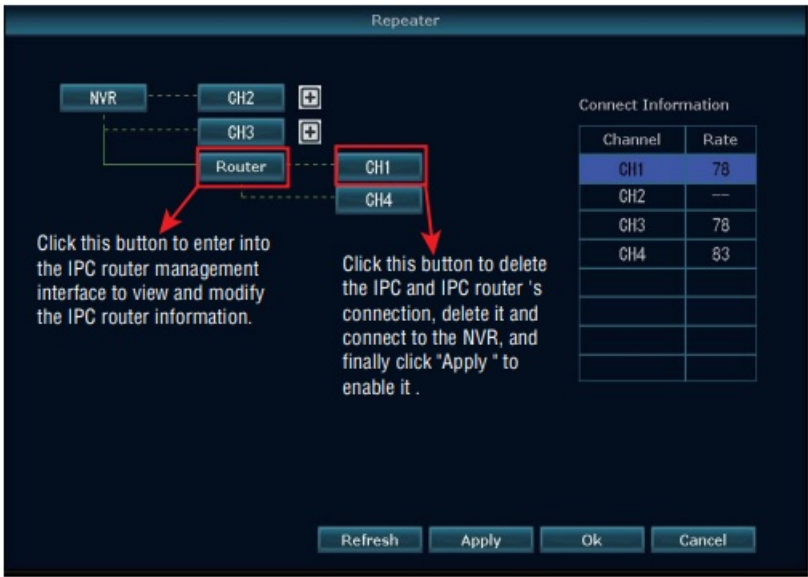 Repeater
NVR
CH2
+
CH3
+
Router
CH1
CH4
Click this button to enter into
the IPC router management
interface to view and modify
the IPC router information.
Click this button to delete
the IPC and IPC router 's
connection, delete it and
connect to the NVR, and
finally click "Apply " to
enable it .
Connect Information
Channel Rate
CH1 78
CH2 --
CH3 78
CH4 83
Refresh Apply Ok Cancel